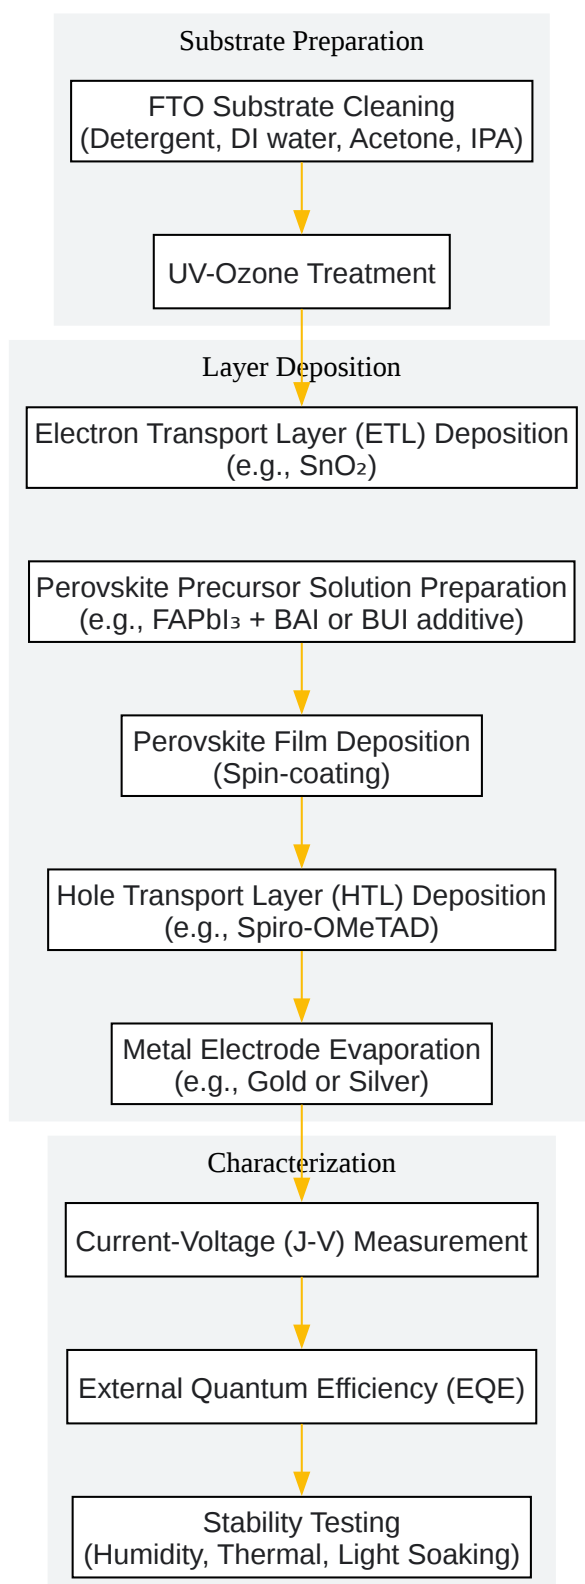 Substrate Preparation
FTO Substrate Cleaning
(Detergent, DI water, Acetone, IPA)
UV-Ozone Treatment
Layer Deposition
Electron Transport Layer (ETL) Deposition
(e.g., SnO₂)
Perovskite Precursor Solution Preparation
(e.g., FAPbI₃ + BAI or BUI additive)
Perovskite Film Deposition
(Spin-coating)
Hole Transport Layer (HTL) Deposition
(e.g., Spiro-OMeTAD)
Metal Electrode Evaporation
(e.g., Gold or Silver)
Characterization
Current-Voltage (J-V) Measurement
External Quantum Efficiency (EQE)
Stability Testing
(Humidity, Thermal, Light Soaking)